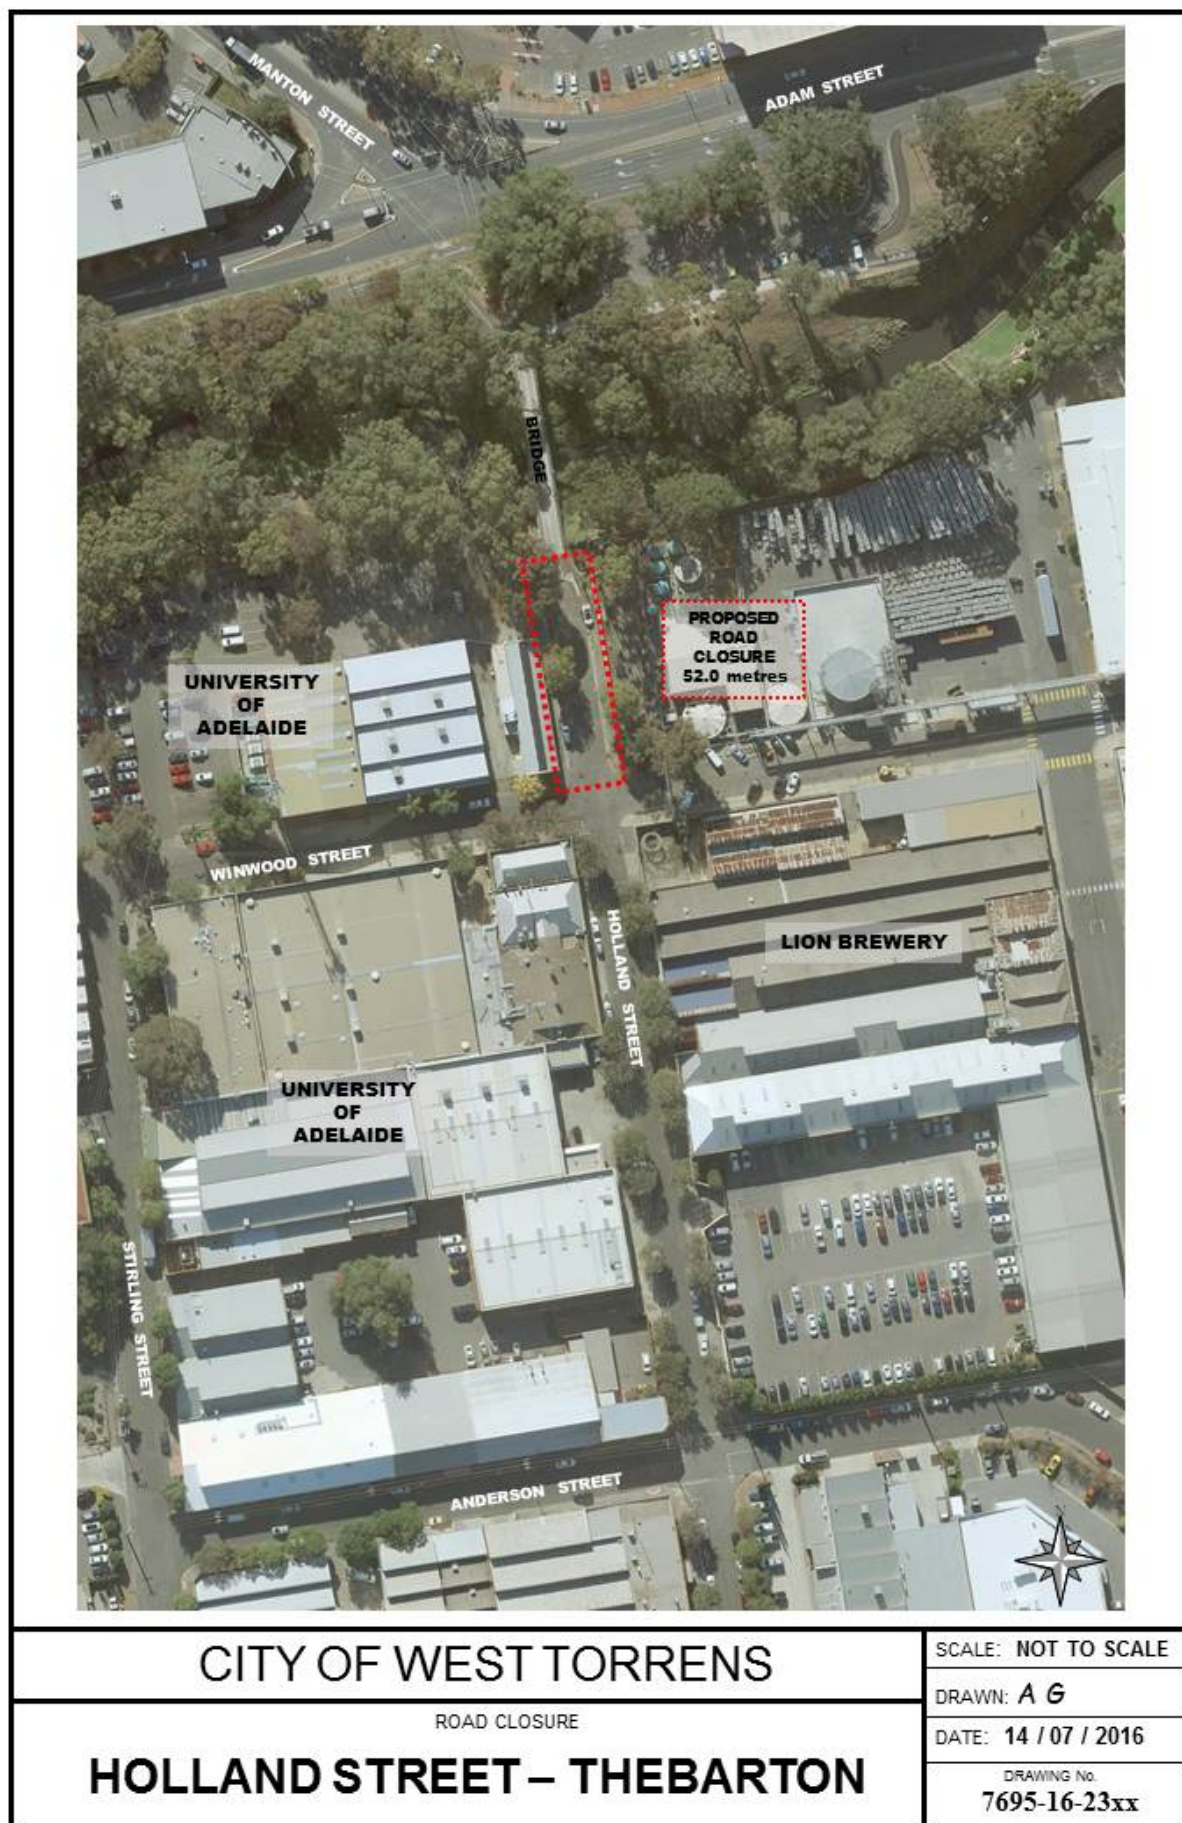 MANTON STREET
ADAM STREET
BRIDGE
PROPOSED
ROAD
CLOSURE
52.0 metres
UNIVERSITY
OF
ADELAIDE
WINWOOD STREET
HOLLAND STREET
LION BREWERY
UNIVERSITY
OF
ADELAIDE
STIRLING STREET
ANDERSON STREET
CITY OF WEST TORRENS
ROAD CLOSURE
HOLLAND STREET – THEBARTON
SCALE: NOT TO SCALE
DRAWN: A G
DATE: 14 / 07 / 2016
DRAWING No.
7695-16-23xx